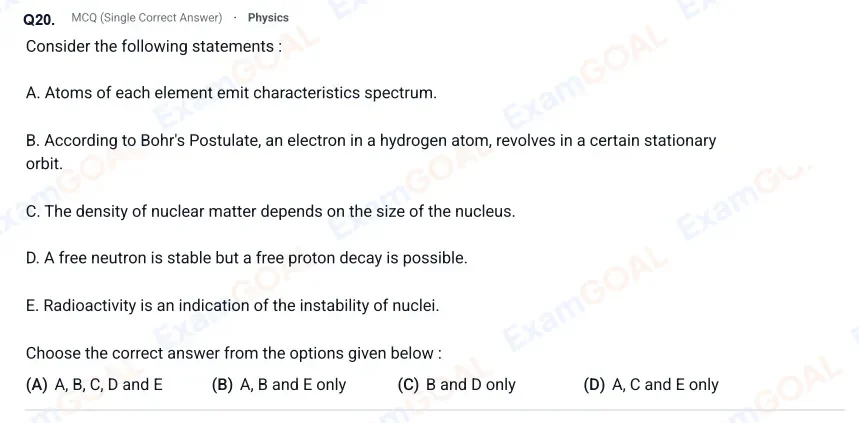 Q20. MCQ (Single Correct Answer) · Physics
Consider the following statements :
A. Atoms of each element emit characteristics spectrum.
B. According to Bohr's Postulate, an electron in a hydrogen atom, revolves in a certain stationary
orbit.
C. The density of nuclear matter depends on the size of the nucleus.
D. A free neutron is stable but a free proton decay is possible.
E. Radioactivity is an indication of the instability of nuclei.
Choose the correct answer from the options given below :
(A) A, B, C, D and E (B) A, B and E only (C) B and D only (D) A, C and E only